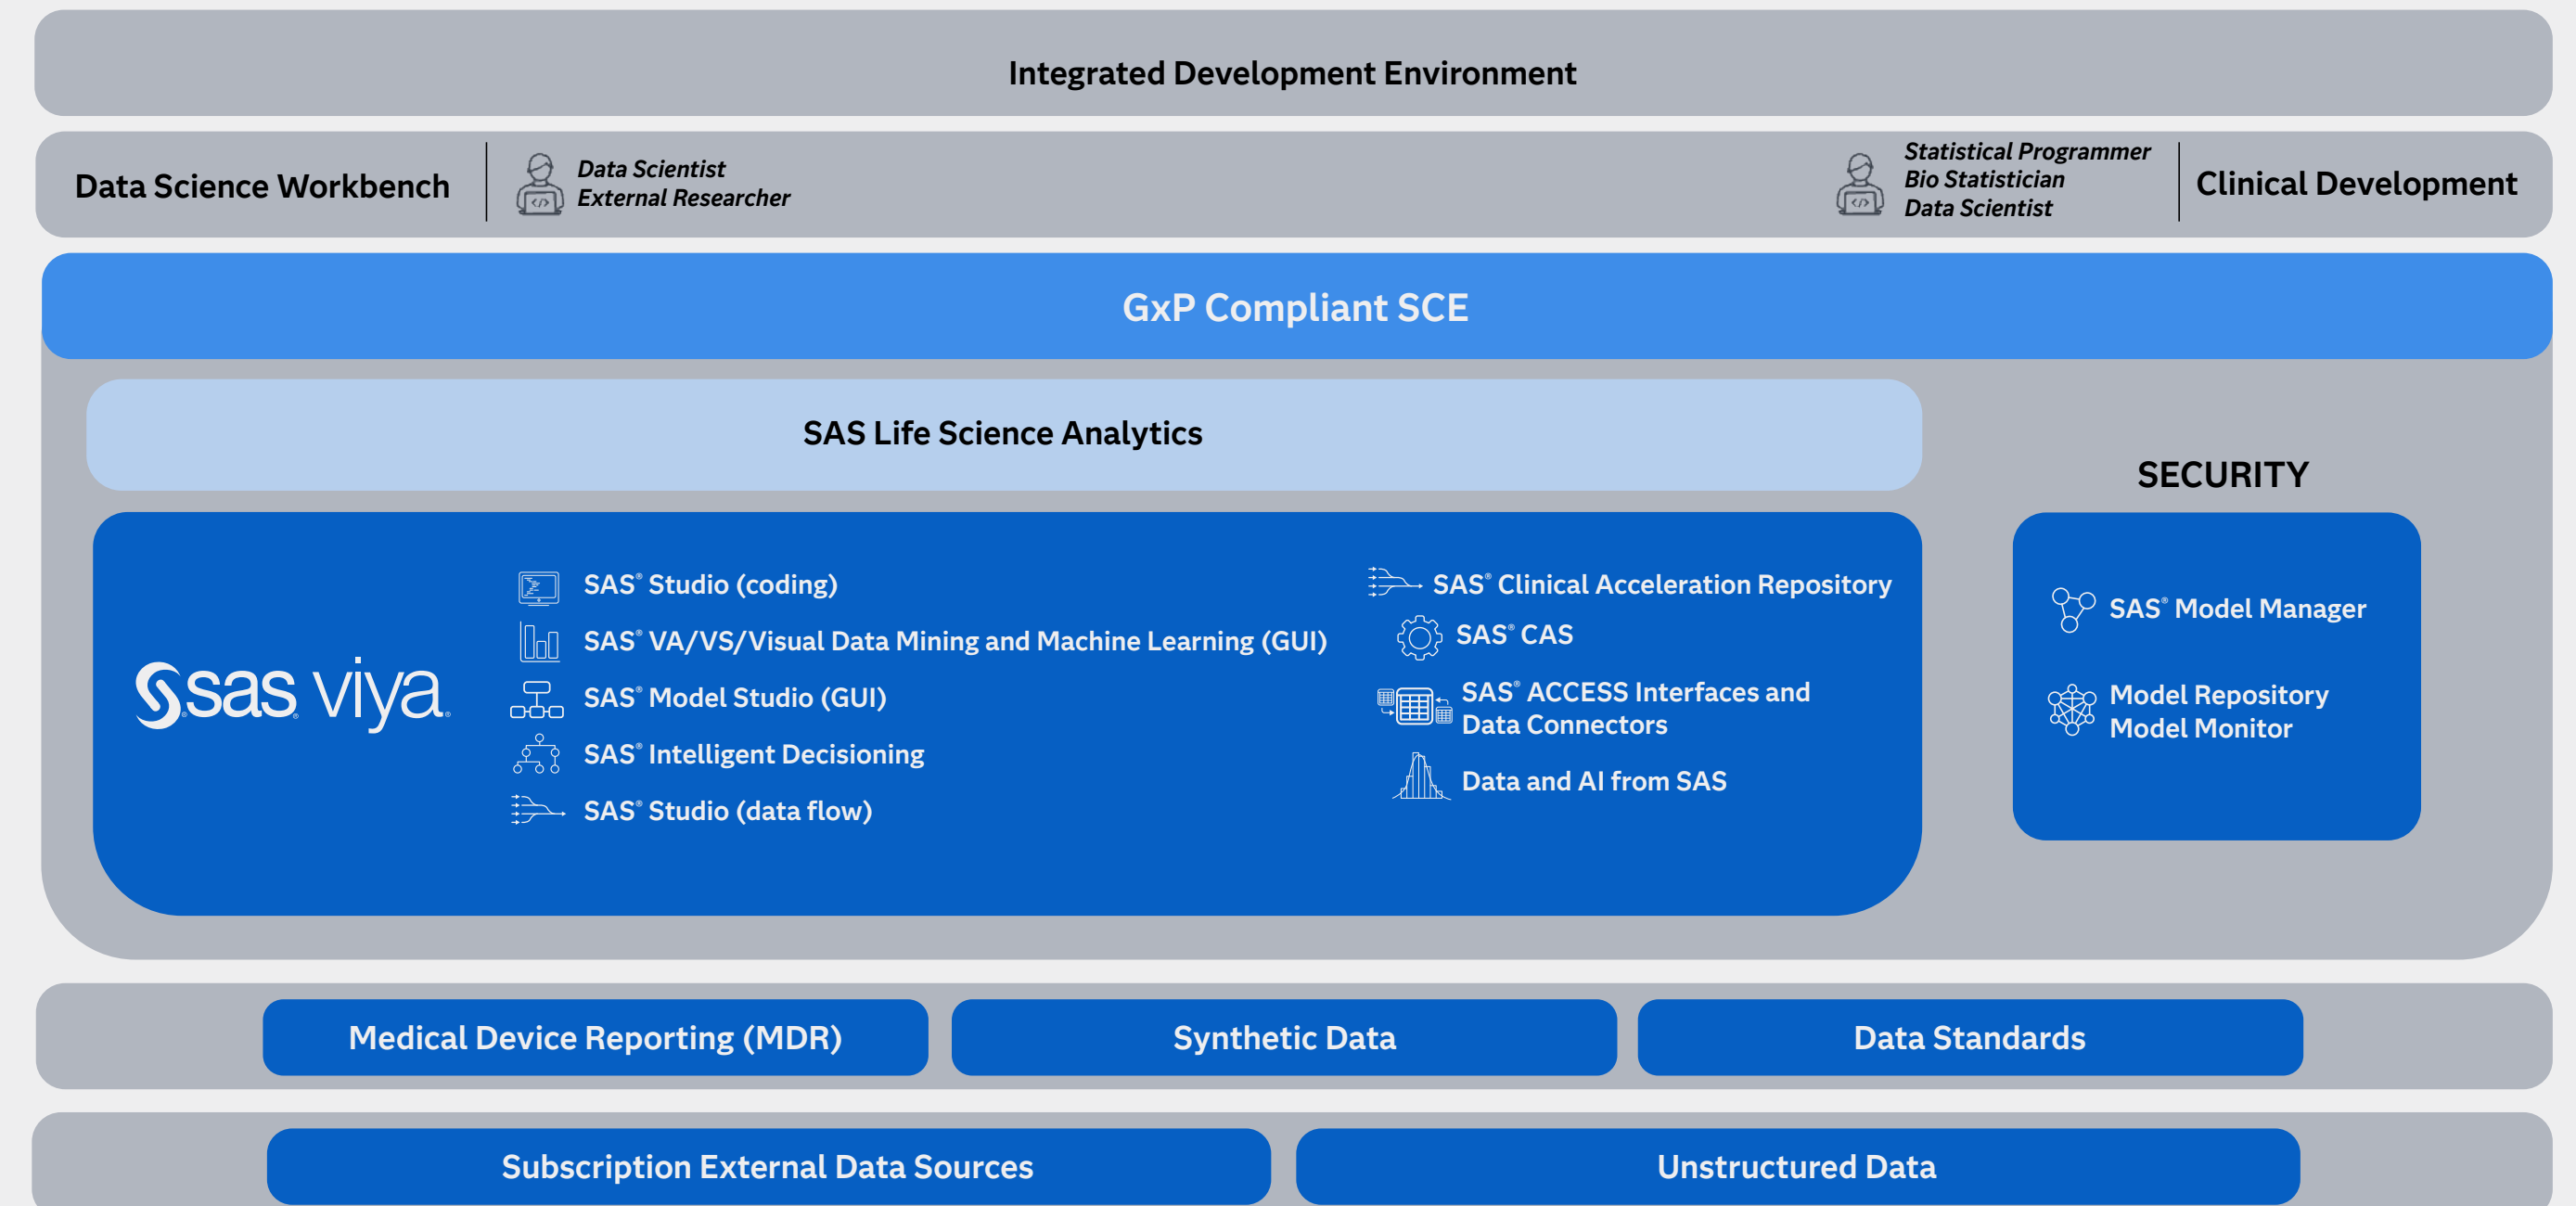 Integrated Development Environment
Data Science Workbench
Data Scientist
External Researcher
Statistical Programmer
Bio Statistician
Data Scientist
Clinical Development
GxP Compliant SCE
SAS Life Science Analytics
sas® viya®
SAS® Studio (coding)
SAS® VA/VS/Visual Data Mining and Machine Learning (GUI)
SAS® Model Studio (GUI)
SAS® Intelligent Decisioning
SAS® Studio (data flow)
SAS® Clinical Acceleration Repository
SAS® CAS
SAS® ACCESS Interfaces and
Data Connectors
Data and AI from SAS
SECURITY
SAS® Model Manager
Model Repository
Model Monitor
Medical Device Reporting (MDR)
Synthetic Data
Data Standards
Subscription External Data Sources
Unstructured Data